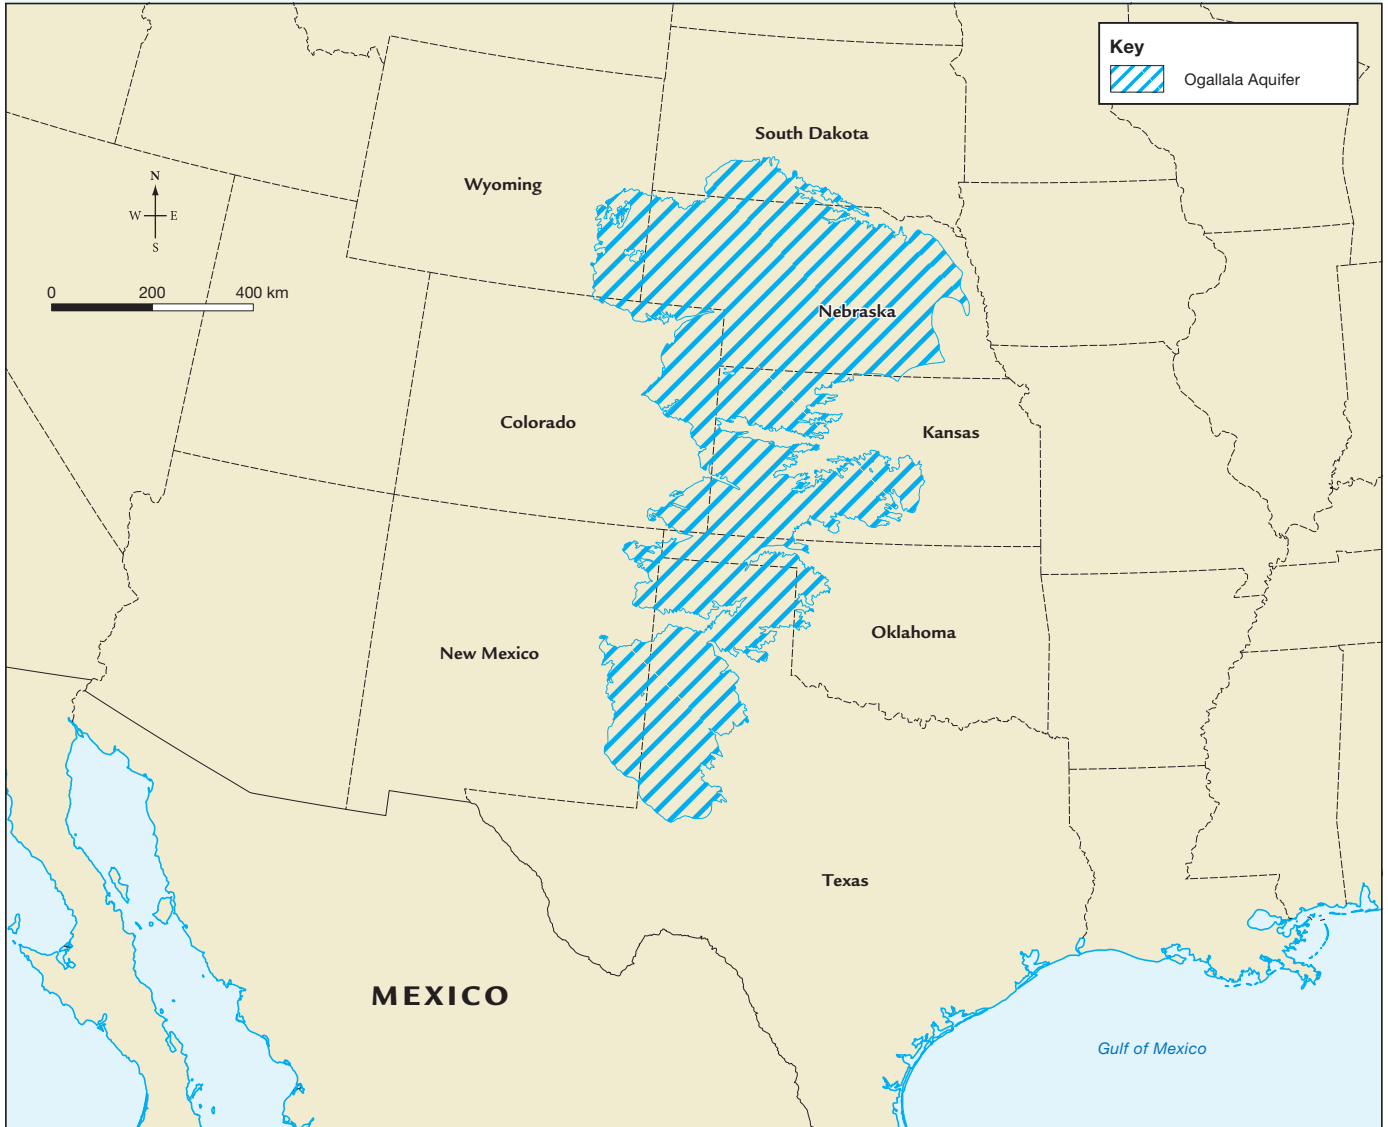 Key
Ogallala Aquifer
South Dakota
Wyoming
N
W E
S
0 200 400 km
Nebraska
Colorado
Kansas
Oklahoma
New Mexico
Texas
MEXICO
Gulf of Mexico